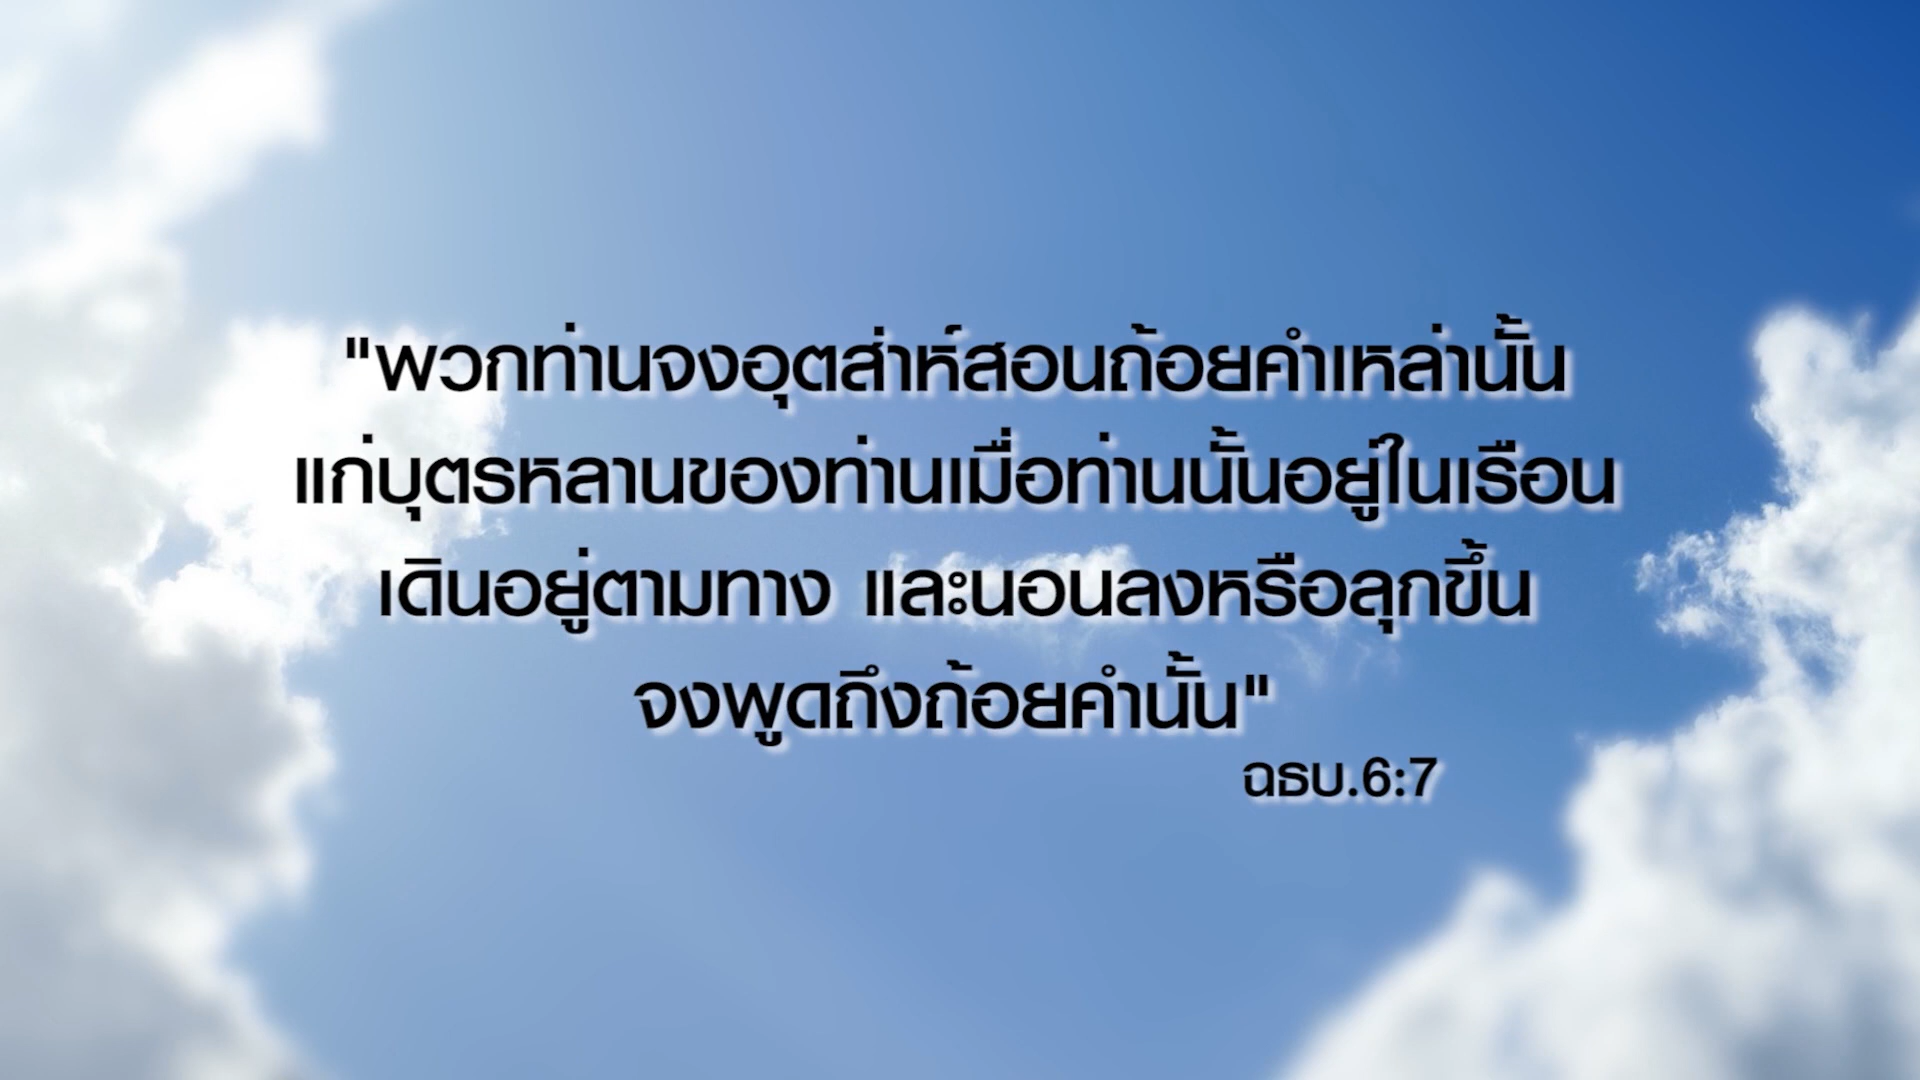 "พวกท่านจงอุตส่าห์สอนถ้อยคำเหล่านั้น
แก่บุตรหลานของท่านเมื่อท่านนั้นอยู่ในเรือน
เดินอยู่ตามทาง และนอนลงหรือลุกขึ้น
จงพูดถึงถ้อยคำนั้น"
ฉธบ.6:7